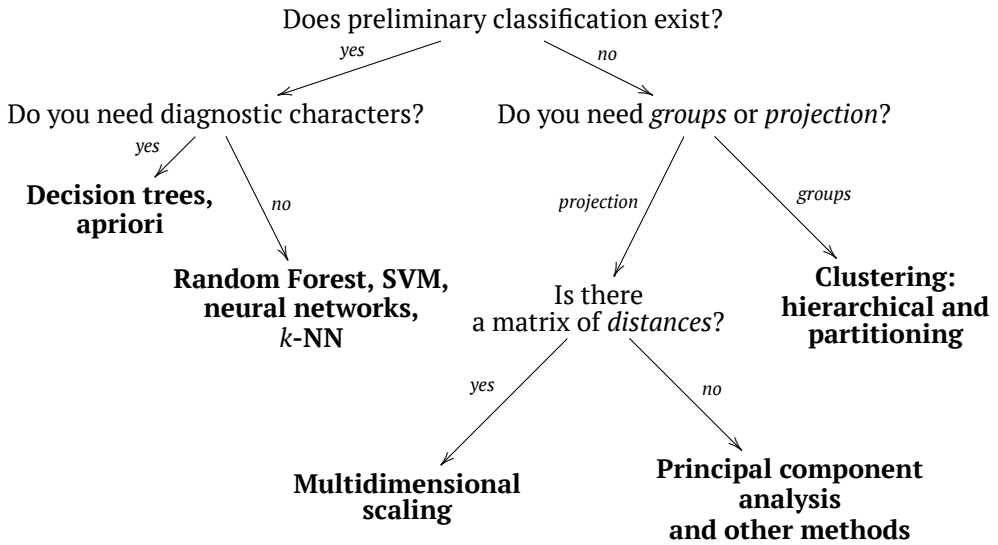 Does preliminary classification exist?
yes
no
Do you need diagnostic characters?
Do you need groups or projection?
yes
Decision trees,
apriori
no
projection
groups
Random Forest, SVM,
neural networks,
k-NN
Is there
a matrix of distances?
Clustering:
hierarchical and
partitioning
yes
no
Multidimensional
scaling
Principal component
analysis
and other methods